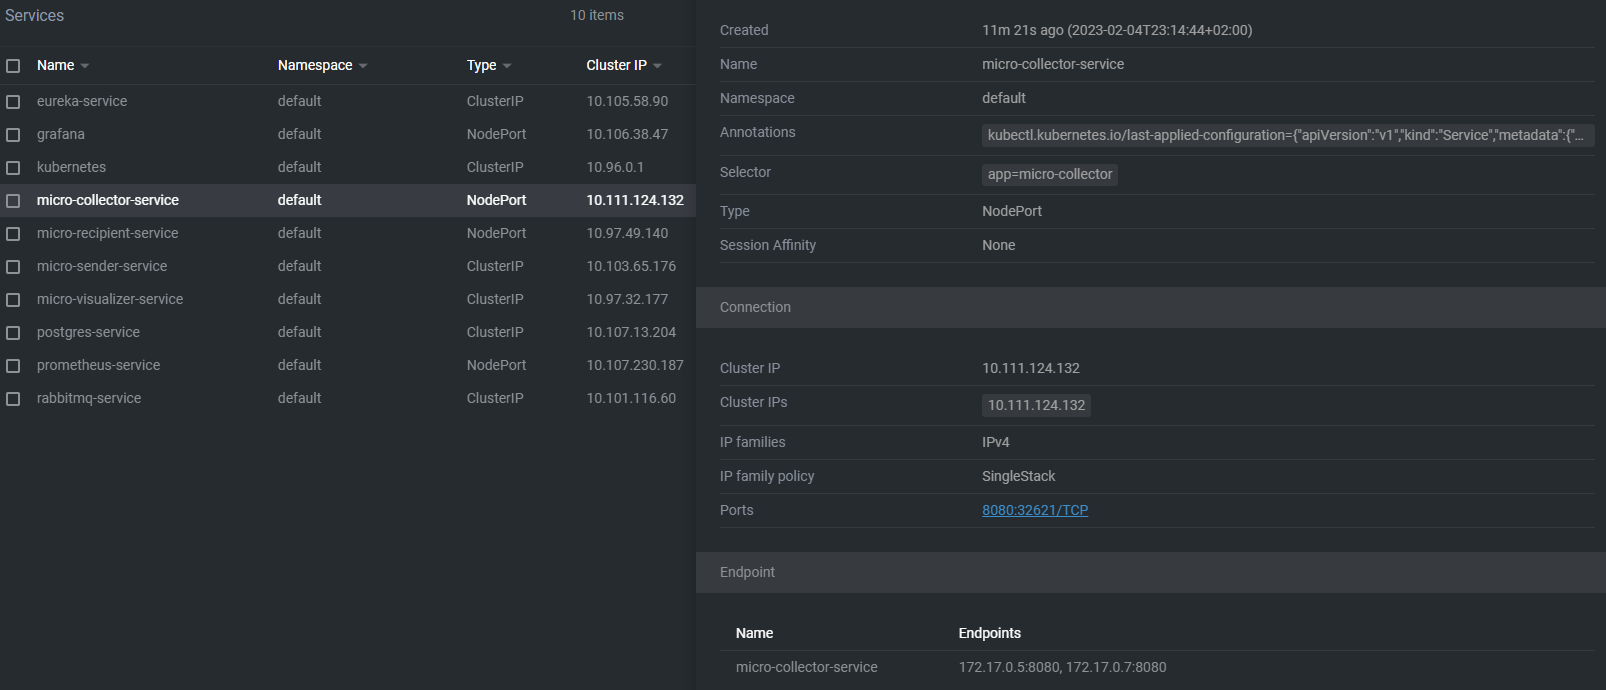 Services
10 items
Name Namespace Type Cluster IP
eureka-service default ClusterIP 10.105.58.90
grafana default NodePort 10.106.38.47
kubernetes default ClusterIP 10.96.0.1
micro-collector-service default NodePort 10.111.124.132
micro-recipient-service default NodePort 10.97.49.140
micro-sender-service default ClusterIP 10.103.65.176
micro-visualizer-service default ClusterIP 10.97.32.177
postgres-service default ClusterIP 10.107.13.204
prometheus-service default NodePort 10.107.230.187
rabbitmq-service default ClusterIP 10.101.116.60
Created 11m 21s ago (2023-02-04T23:14:44+02:00)
Name micro-collector-service
Namespace default
Annotations kubectl.kubernetes.io/last-applied-configuration={"apiVersion":"v1","kind":"Service","metadata":{"...
Selector app=micro-collector
Type NodePort
Session Affinity None
Connection
Cluster IP 10.111.124.132
Cluster IPs 10.111.124.132
IP families IPv4
IP family policy SingleStack
Ports 8080:32621/TCP
Endpoint
Name Endpoints
micro-collector-service 172.17.0.5:8080, 172.17.0.7:8080